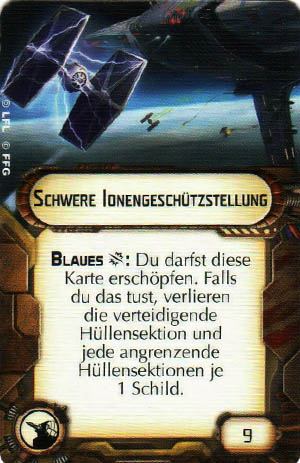 © LFL © FFG
SCHWERE IONENGESCHÜTZSTELLUNG
BLAUES : Du darfst diese
Karte erschöpfen. Falls
du das tust, verlieren
die verteidigende
Hüllensektion und
jede angrenzende
Hüllensektionen je
1 Schild.
9